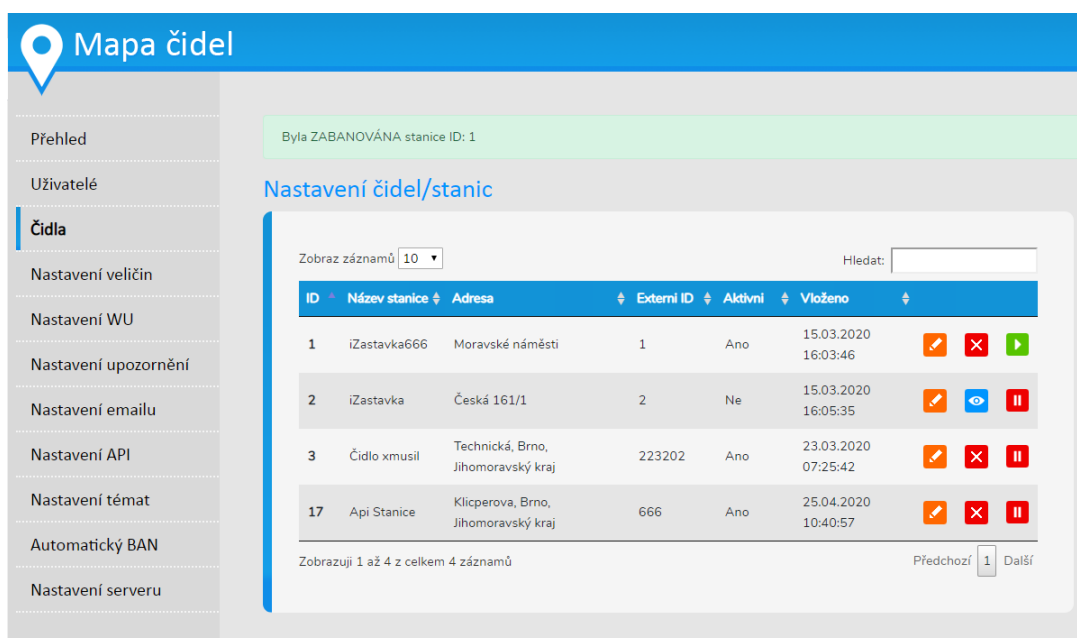 Mapa čidel
Přehled
Uživatelé
Čidla
Nastavení veličin
Nastavení WU
Nastavení upozornění
Nastavení emailu
Nastavení API
Nastavení témat
Automatický BAN
Nastavení serveru
Byla ZABANOVÁNA stanice ID: 1
Nastavení čidel/stanic
Zobraz záznamů 10 Hledat:
ID Název stanice Adresa Externi ID Aktivni Vloženo
1 iZastavka666 Moravské náměsti 1 Ano 15.03.2020
16:03:46
2 iZastavka Česká 161/1 2 Ne 15.03.2020
16:05:35
3 Čidlo xmusil Technická, Brno, 223202 Ano 23.03.2020
Jihomoravský kraj 07:25:42
17 Api Stanice Klicperova, Brno, 666 Ano 25.04.2020
Jihomoravský kraj 10:40:57
Zobrazuji 1 až 4 z celkem 4 záznamů Předchozí 1 Další